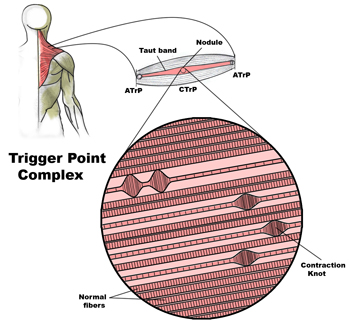 Nodule
Taut band
ATrP
ATrP
CTrP
Trigger Point
Complex
Contraction
Knot
Normal
fibers